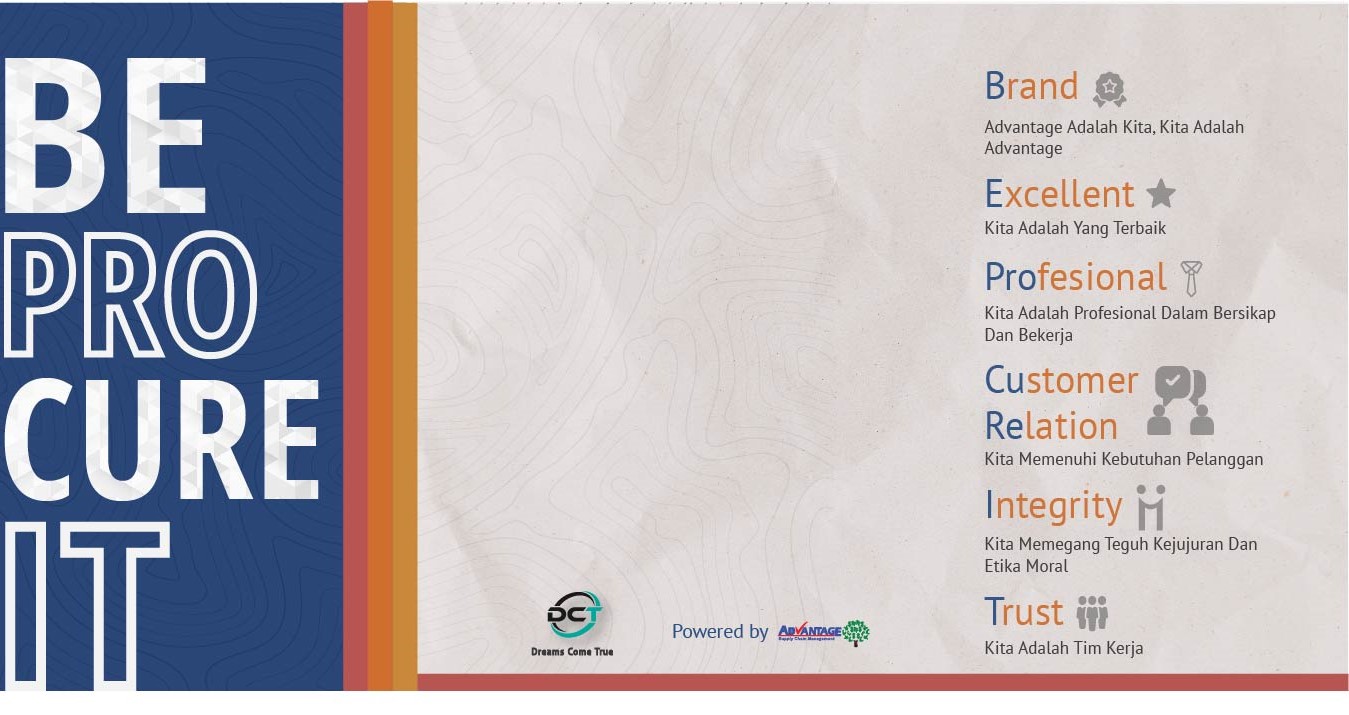 BE
PRO
CURE
IT
Brand
Advantage Adalah Kita, Kita Adalah
Advantage
Excellent
Kita Adalah Yang Terbaik
Profesional
Kita Adalah Profesional Dalam Bersikap
Dan Bekerja
Customer
Relation
Kita Memenuhi Kebutuhan Pelanggan
Integrity
Kita Memegang Teguh Kejujuran Dan
Etika Moral
Trust
Kita Adalah Tim Kerja
DCT
Dreams Come True
Powered by
ADVANTAGE
Supply Chain Management